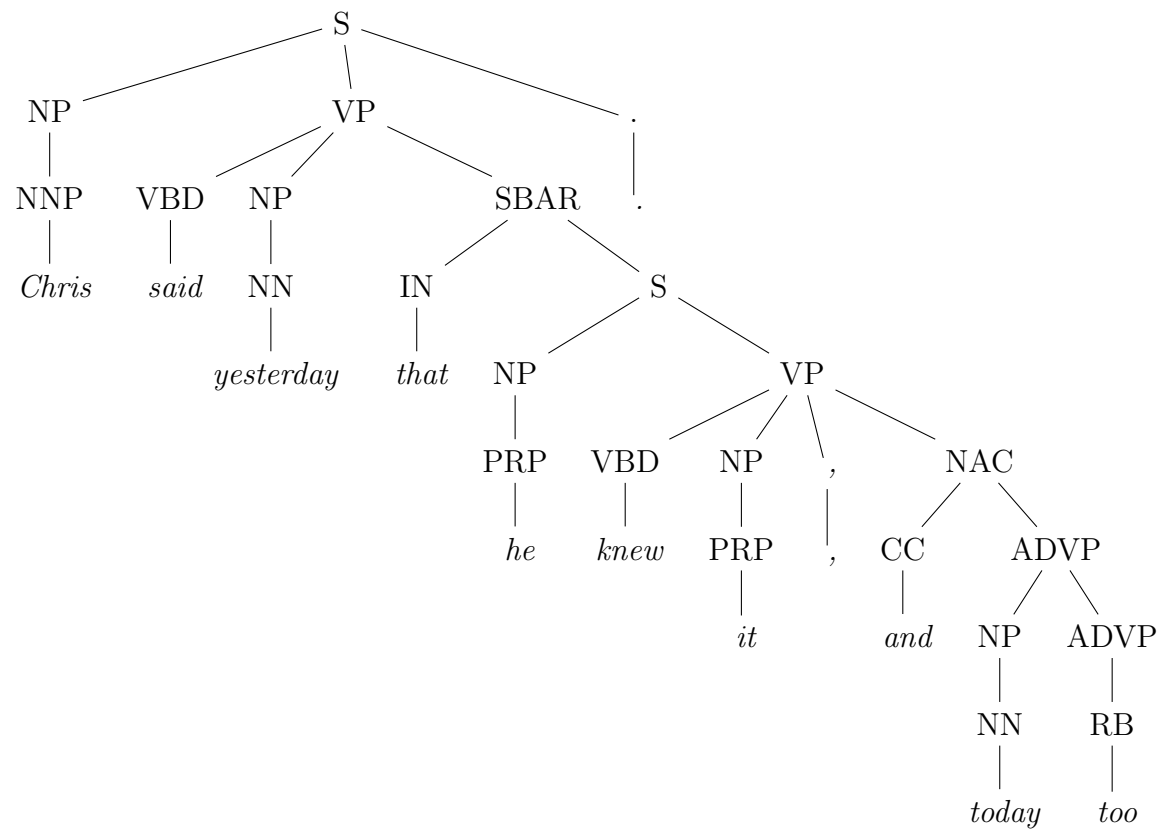 S
NP VP .
NNP VBD NP SBAR .
Chris said NN IN S
yesterday that NP VP
PRP VBD NP , NAC
he knew PRP , CC ADVP
it and NP ADVP
NN RB
today too